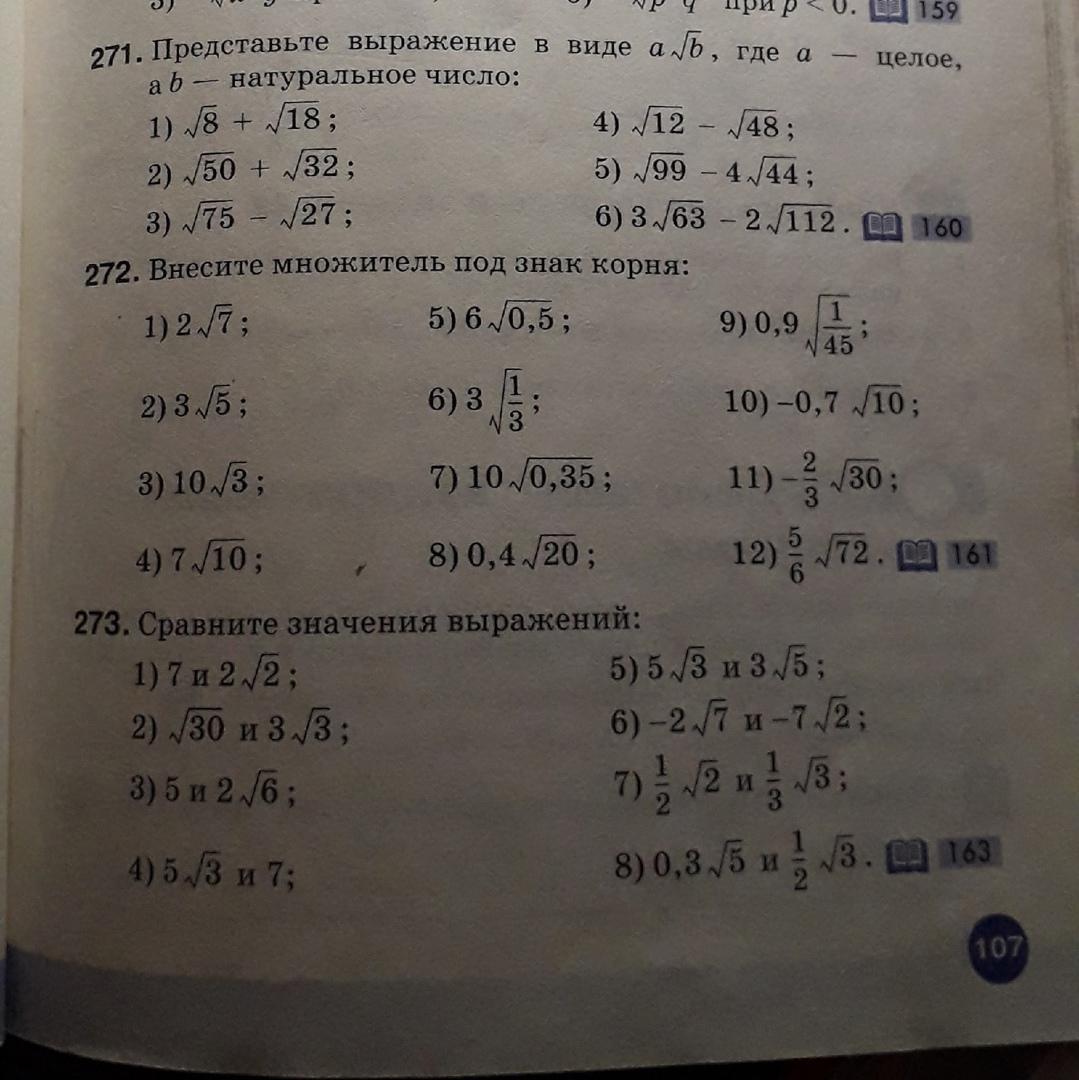 при p < 0. 159
271. Представьте выражение в виде a√b, где a — целое,
а b — натуральное число:
1) √8 + √18; 4) √12 − √48;
2) √50 + √32; 5) √99 − 4√44;
3) √75 − √27; 6) 3√63 − 2√112. 160
272. Внесите множитель под знак корня:
1) 2√7; 5) 6√0,5; 9) 0,9√(1/45);
2) 3√5; 6) 3√(1/3); 10) −0,7 √10;
3) 10√3; 7) 10√0,35; 11) −2/3 √30;
4) 7√10; 8) 0,4√20; 12) 5/6 √72. 161
273. Сравните значения выражений:
1) 7 и 2√2; 5) 5√3 и 3√5;
2) √30 и 3√3; 6) −2√7 и −7√2;
3) 5 и 2√6; 7) 1/2 √2 и 1/3 √3;
4) 5√3 и 7; 8) 0,3√5 и 1/2 √3. 163
107